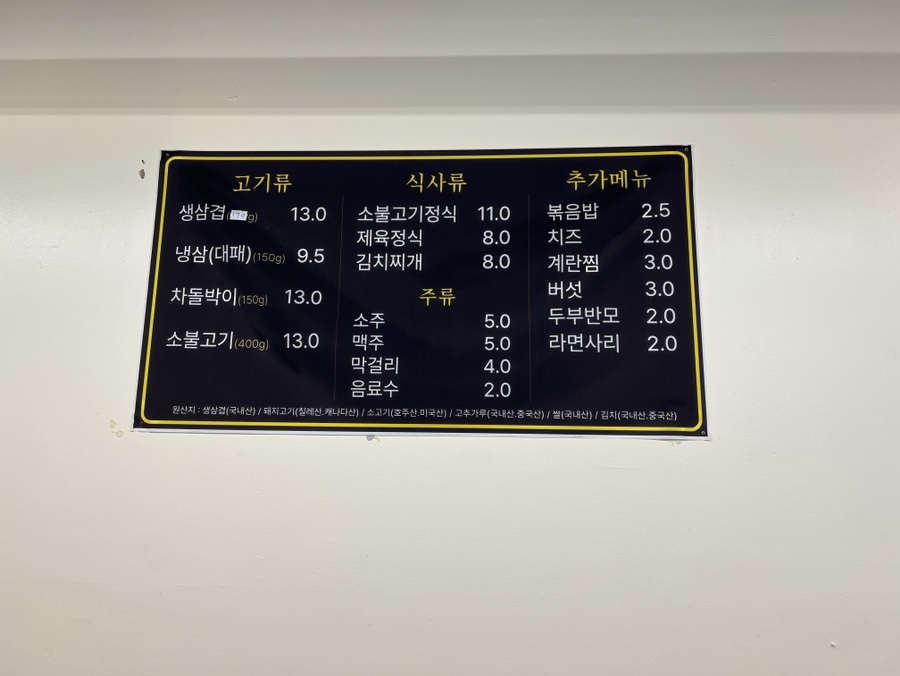 고기류
생삼겹( g) 13.0
냉삼(대패)(150g) 9.5
차돌박이(150g) 13.0
소불고기(400g) 13.0
식사류
소불고기정식 11.0
제육정식 8.0
김치찌개 8.0
주류
소주 5.0
맥주 5.0
막걸리 4.0
음료수 2.0
추가메뉴
볶음밥 2.5
치즈 2.0
계란찜 3.0
버섯 3.0
두부반모 2.0
라면사리 2.0
원산지 : 생삼겹(국내산) / 돼지고기(칠레산.캐나다산) / 소고기(호주산.미국산) / 고추가루(국내산.중국산) / 쌀(국내산) / 김치(국내산.중국산)